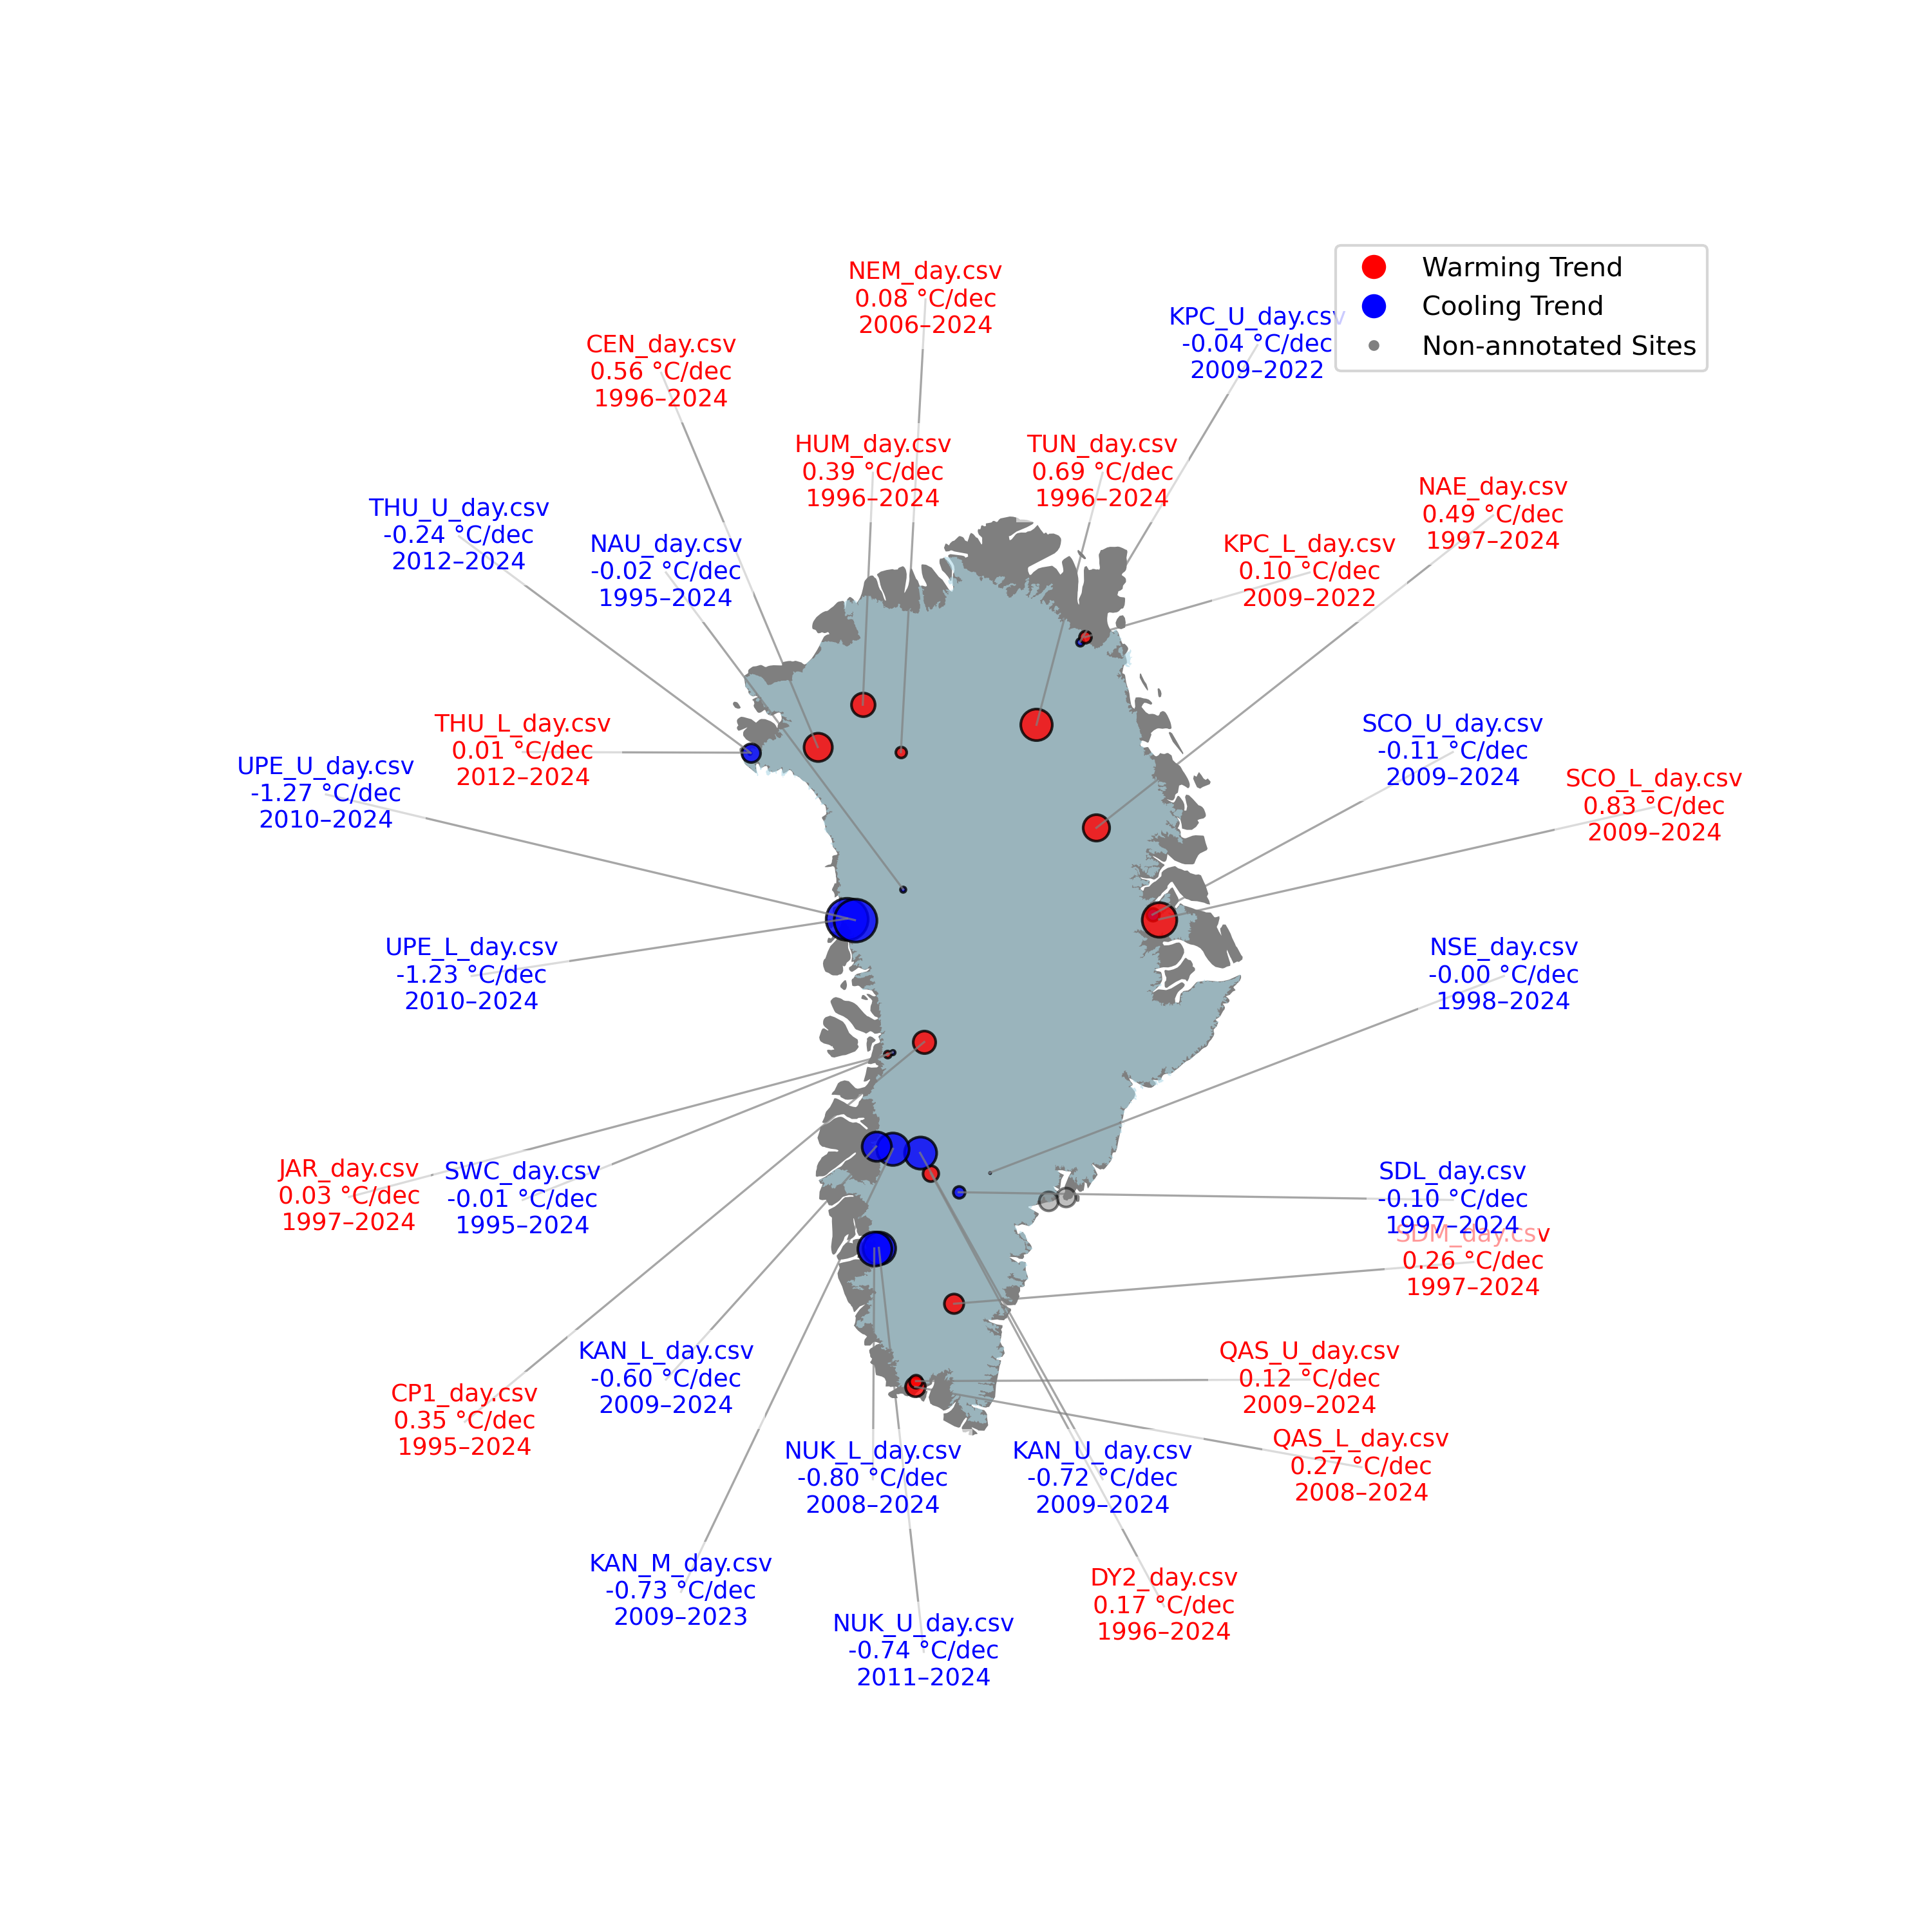 NEM_day.csv
0.08 °C/dec
2006–2024
Warming Trend
Cooling Trend
Non-annotated Sites
KPC_U_day.csv
-0.04 °C/dec
2009–2022
CEN_day.csv
0.56 °C/dec
1996–2024
HUM_day.csv
0.39 °C/dec
1996–2024
TUN_day.csv
0.69 °C/dec
1996–2024
NAE_day.csv
0.49 °C/dec
1997–2024
THU_U_day.csv
-0.24 °C/dec
2012–2024
NAU_day.csv
-0.02 °C/dec
1995–2024
KPC_L_day.csv
0.10 °C/dec
2009–2022
THU_L_day.csv
0.01 °C/dec
2012–2024
SCO_U_day.csv
-0.11 °C/dec
2009–2024
UPE_U_day.csv
-1.27 °C/dec
2010–2024
SCO_L_day.csv
0.83 °C/dec
2009–2024
UPE_L_day.csv
-1.23 °C/dec
2010–2024
NSE_day.csv
-0.00 °C/dec
1998–2024
JAR_day.csv
0.03 °C/dec
1997–2024
SWC_day.csv
-0.01 °C/dec
1995–2024
SDL_day.csv
-0.10 °C/dec
1997–2024
SDM_day.csv
0.26 °C/dec
1997–2024
KAN_L_day.csv
-0.60 °C/dec
2009–2024
QAS_U_day.csv
0.12 °C/dec
2009–2024
CP1_day.csv
0.35 °C/dec
1995–2024
NUK_L_day.csv
-0.80 °C/dec
2008–2024
KAN_U_day.csv
-0.72 °C/dec
2009–2024
QAS_L_day.csv
0.27 °C/dec
2008–2024
KAN_M_day.csv
-0.73 °C/dec
2009–2023
DY2_day.csv
0.17 °C/dec
1996–2024
NUK_U_day.csv
-0.74 °C/dec
2011–2024